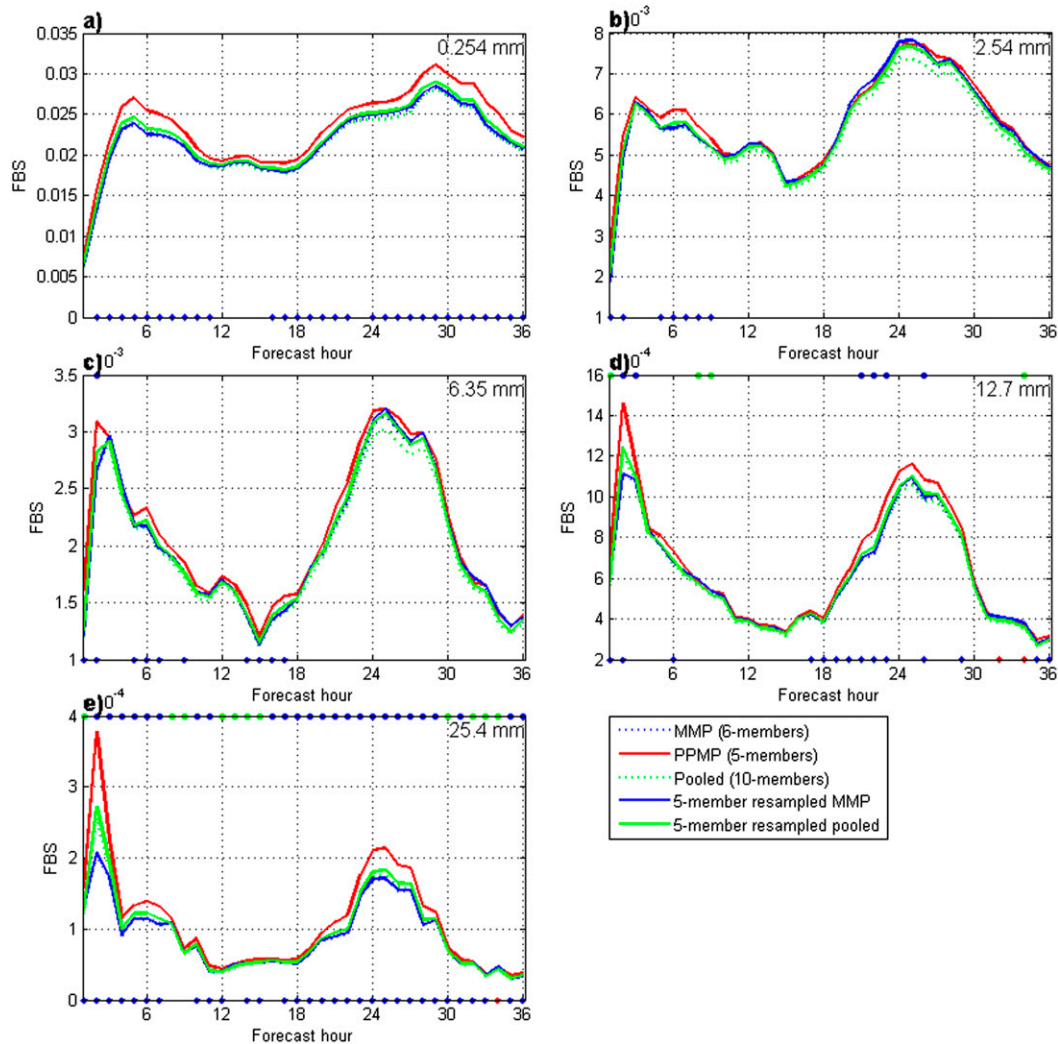 a)
0.254 mm
0.035
0.03
0.025
0.02
0.015
0.01
0.005
0
FBS
6 12 18 24 30 36
Forecast hour
b) 0^-3
2.54 mm
8
7
6
5
4
3
2
1
FBS
6 12 18 24 30 36
Forecast hour
c) 0^-3
6.35 mm
3.5
3
2.5
2
1.5
1
FBS
6 12 18 24 30 36
Forecast hour
d) 0^-4
12.7 mm
16
14
12
10
8
6
4
2
FBS
6 12 18 24 30 36
Forecast hour
e) 0^-4
25.4 mm
4
3
2
1
0
FBS
6 12 18 24 30 36
Forecast hour
MMP (6-members)
PPMP (5-members)
Pooled (10-members)
5-member resampled MMP
5-member resampled pooled